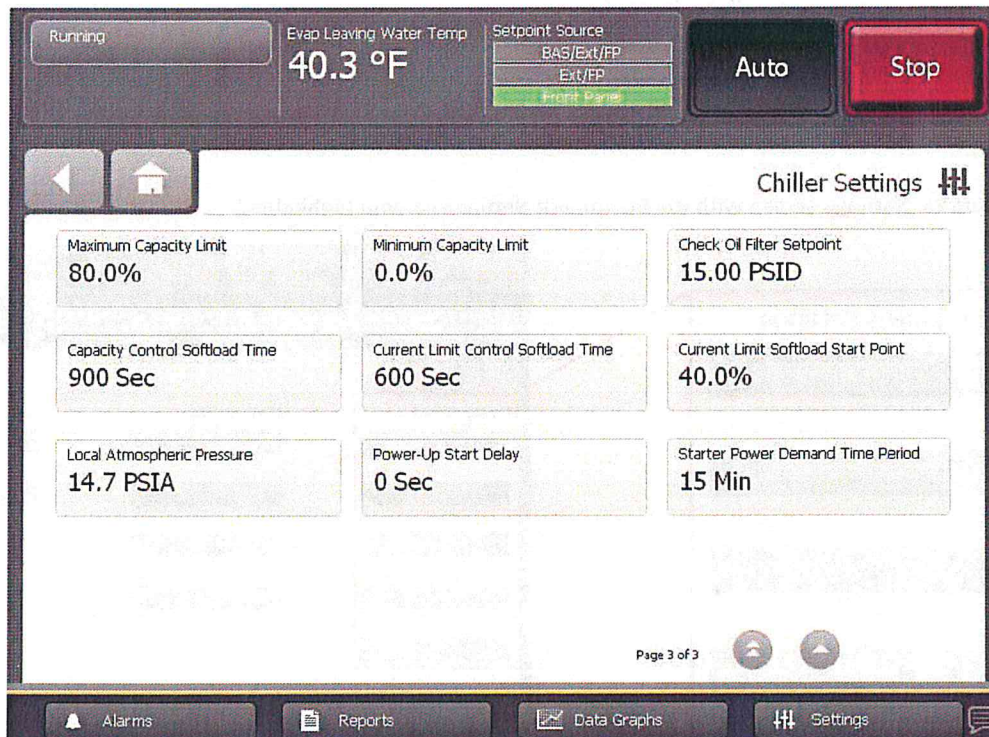 Running
Evap Leaving Water Temp
40.3 °F
Setpoint Source
BAS/Ext/FP
Ext/FP
Front Panel
Auto
Stop
Chiller Settings
Maximum Capacity Limit
80.0%
Minimum Capacity Limit
0.0%
Check Oil Filter Setpoint
15.00 PSID
Capacity Control Softload Time
900 Sec
Current Limit Control Softload Time
600 Sec
Current Limit Softload Start Point
40.0%
Local Atmospheric Pressure
14.7 PSIA
Power-Up Start Delay
0 Sec
Starter Power Demand Time Period
15 Min
Page 3 of 3
Alarms
Reports
Data Graphs
Settings